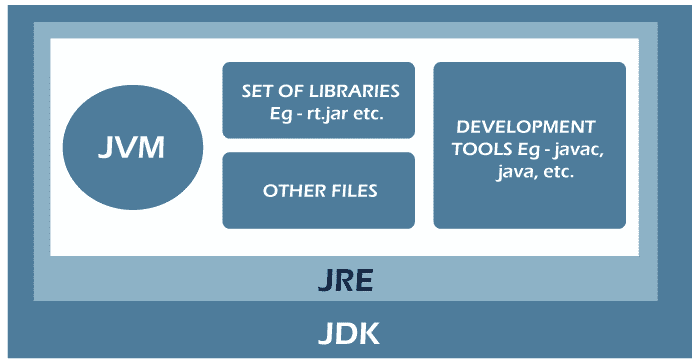 JVM
SET OF LIBRARIES
Eg - rt.jar etc.
OTHER FILES
DEVELOPMENT
TOOLS Eg - javac,
java, etc.
JRE
JDK